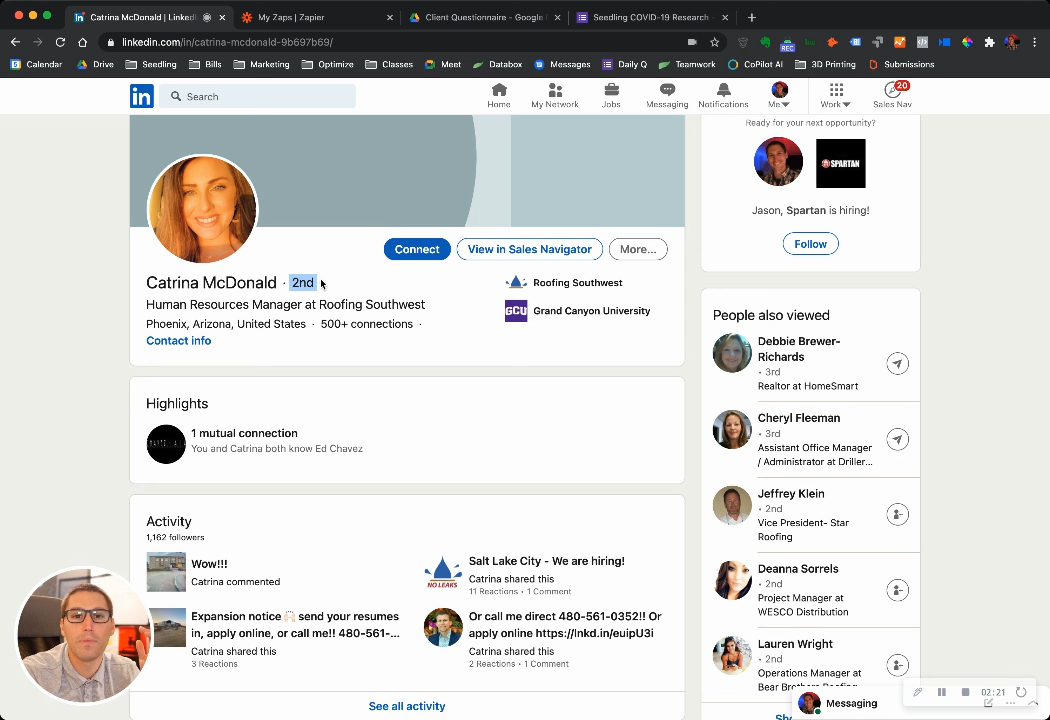 Catrina McDonald | LinkedI
My Zaps | Zapier
Client Questionnaire - Google
Seedling COVID-19 Research -
linkedin.com/in/catrina-mcdonald-9b697b69/
REC
Calendar
Drive
Seedling
Bills
Marketing
Optimize
Classes
Meet
Databox
Messages
Daily Q
Teamwork
CoPilot AI
3D Printing
Submissions
in
Search
Home
My Network
Jobs
Messaging
Notifications
Me
Work
20
Sales Nav
Ready for your next opportunity?
SPARTAN
Jason, Spartan is hiring!
Follow
Connect
View in Sales Navigator
More...
Catrina McDonald · 2nd
Human Resources Manager at Roofing Southwest
Phoenix, Arizona, United States · 500+ connections ·
Contact info
Roofing Southwest
GCU
Grand Canyon University
Highlights
1 mutual connection
You and Catrina both know Ed Chavez
Activity
1,162 followers
Wow!!!
Catrina commented
Expansion notice 🙌🏻 send your resumes
in, apply online, or call me!! 480-561-...
Catrina shared this
3 Reactions
NO LEAKS
Salt Lake City - We are hiring!
Catrina shared this
11 Reactions · 1 Comment
Or call me direct 480-561-0352!! Or
apply online https://lnkd.in/euipU3i
Catrina shared this
2 Reactions · 1 Comment
See all activity
People also viewed
Debbie Brewer-
Richards
• 3rd
Realtor at HomeSmart
Cheryl Fleeman
• 3rd
Assistant Office Manager
/ Administrator at Driller...
Jeffrey Klein
• 2nd
Vice President- Star
Roofing
Deanna Sorrels
• 2nd
Project Manager at
WESCO Distribution
Lauren Wright
• 2nd
Operations Manager at
Bear Brothers
Messaging
02:21